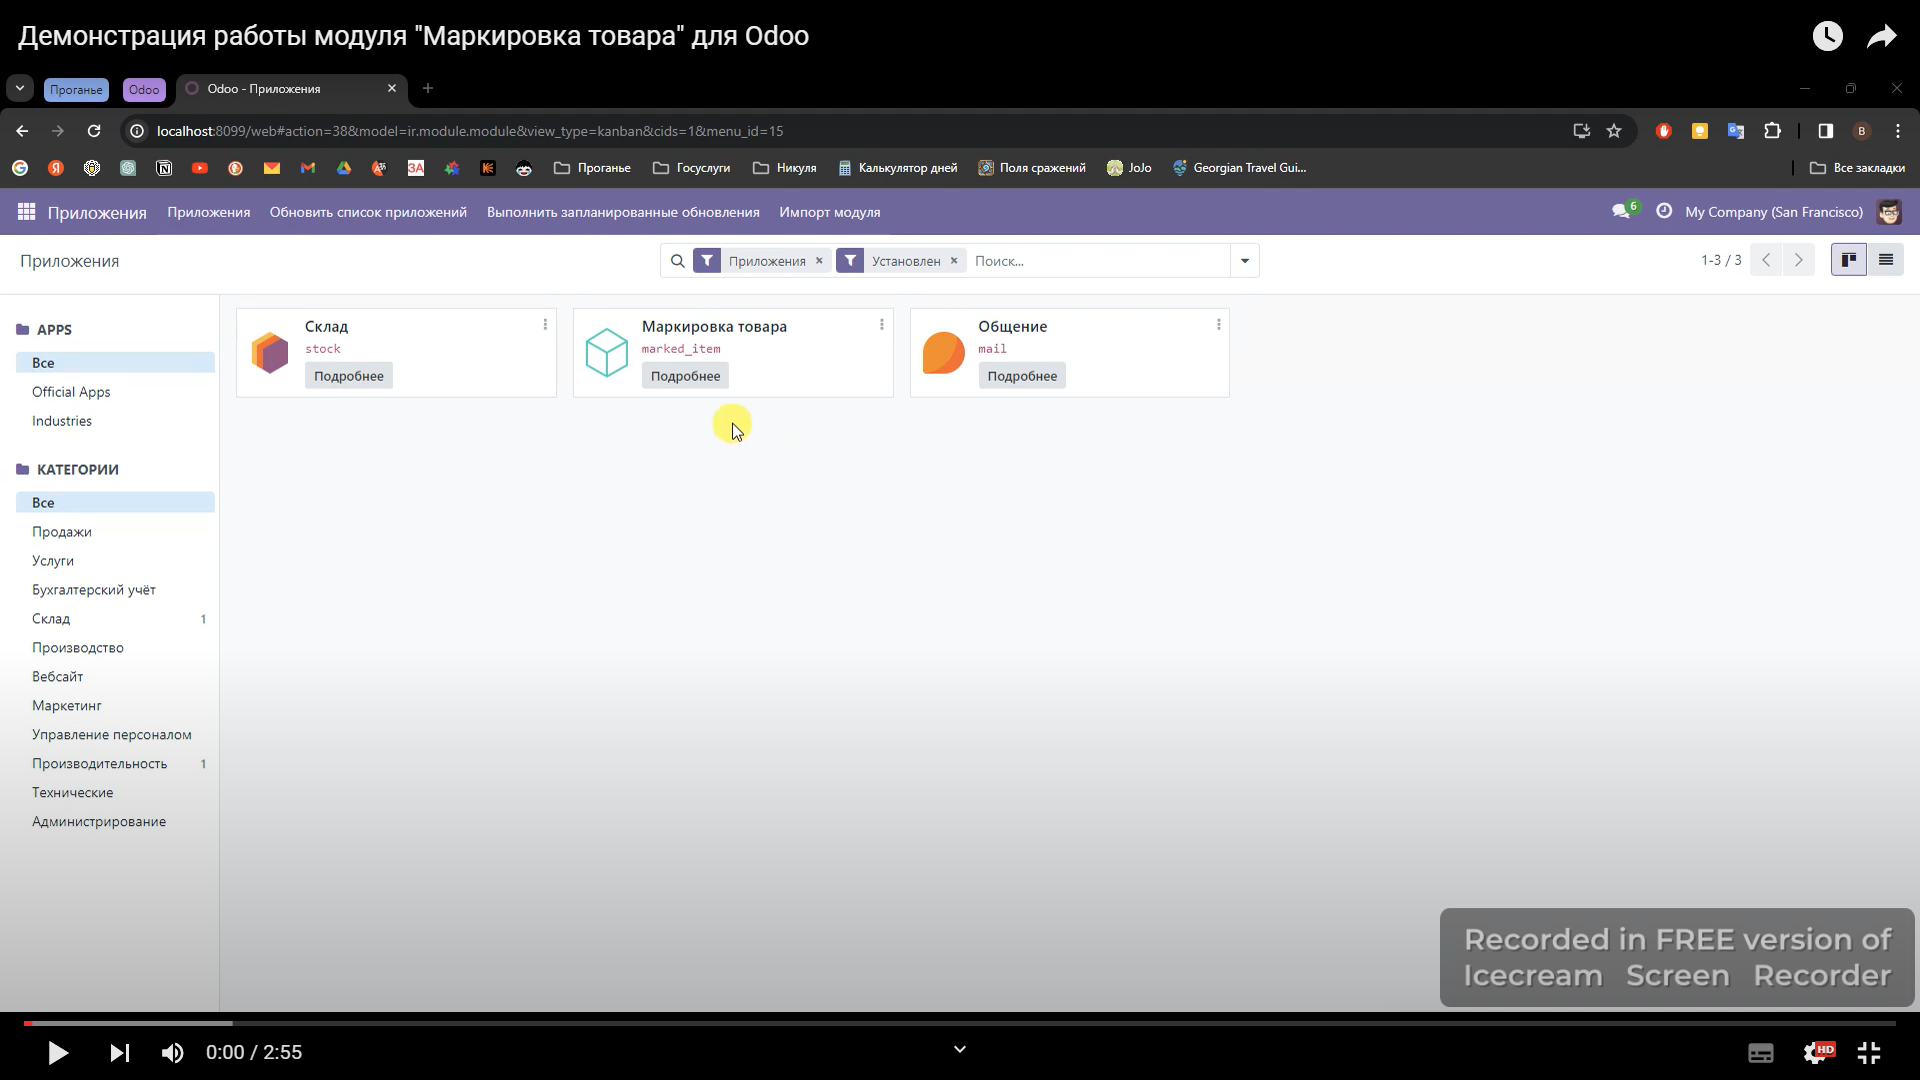 Демонстрация работы модуля "Маркировка товара" для Odoo
Проганье
Odoo
Odoo - Приложения
localhost:8099/web#action=38&model=ir.module.module&view_type=kanban&cids=1&menu_id=15
B
ЗА
Проганье
Госуслуги
Никуля
Калькулятор дней
Поля сражений
JoJo
Georgian Travel Gui...
Все закладки
Приложения
Приложения
Обновить список приложений
Выполнить запланированные обновления
Импорт модуля
6
My Company (San Francisco)
Приложения
Приложения
Установлен
Поиск...
1-3 / 3
APPS
Все
Official Apps
Industries
КАТЕГОРИИ
Все
Продажи
Услуги
Бухгалтерский учёт
Склад 1
Производство
Вебсайт
Маркетинг
Управление персоналом
Производительность 1
Технические
Администрирование
Склад
stock
Подробнее
Маркировка товара
marked_item
Подробнее
Общение
mail
Подробнее
Recorded in FREE version of
Icecream Screen Recorder
0:00 / 2:55
HD